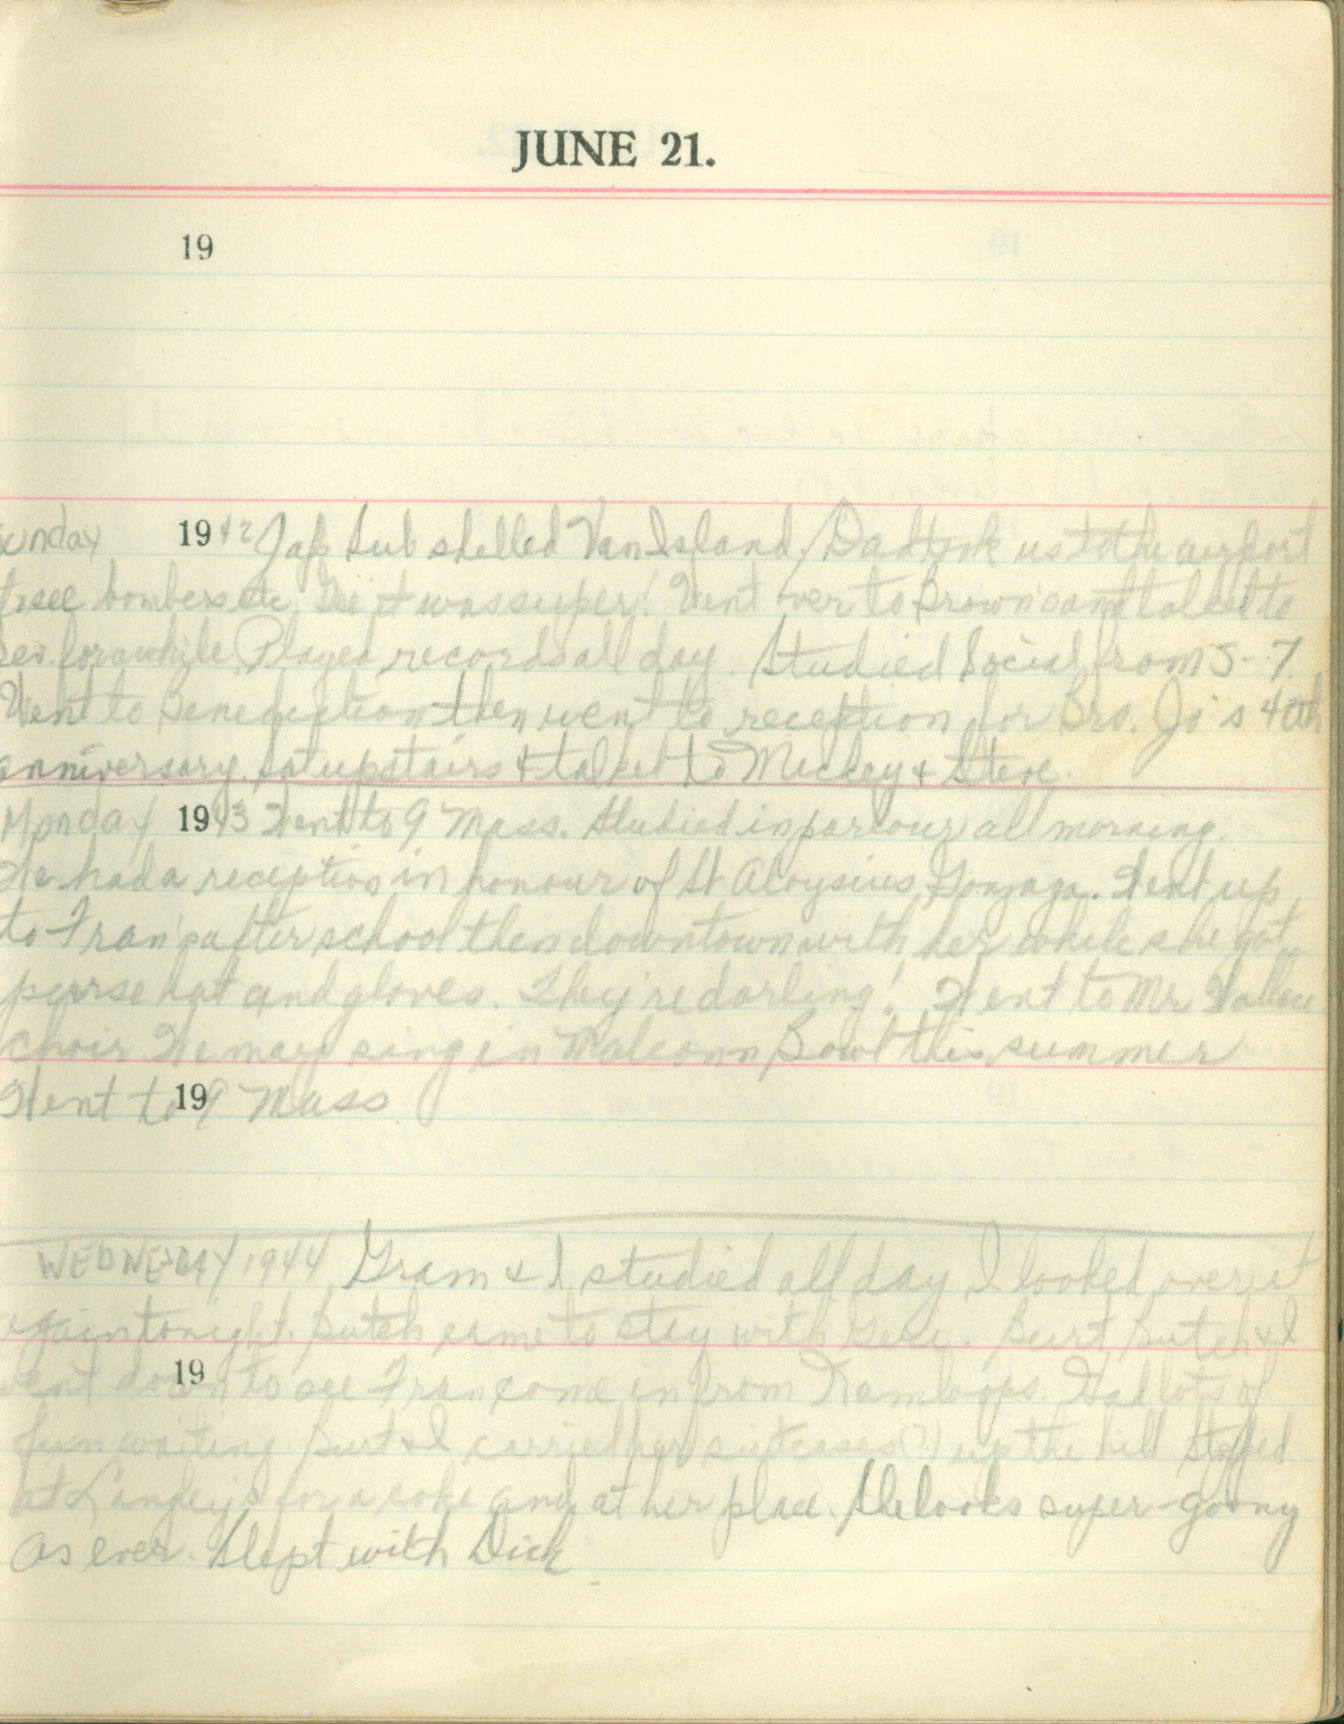 JUNE 21.
19
Sunday 1942 Jap Sub shelled Van Island. Dad took us to the airport
to see bombers etc. Gee it was super! Went over to Brown's and talked to
Bev. for awhile. Played records all day. Studied Social from 5-7.
Went to Benediction then went to reception for Bro. Jo's 40th
anniversary. Sat upstairs & talked to Mickey & Steve.
Monday 1943 Went to 9 Mass. Studied in parlour all morning.
We had a reception in honour of St Aloysius Gonzaga. Went up
to Fran's after school then downtown with her while she got
purse hat and gloves. They're darling! Went to Mr Wallace
choir We may sing in Malcomn Bowl this summer
Went to 9 Mass
19
WEDNESDAY 1944 Gram & I studied all day I looked over it
again tonight. Butch came to stay with Gene. Burt Butch & I
went down to see Fran come in from Kamloops. Had lots of
fun waiting. Burt & I carried her suitcases (?) up the hill Stopped
19
at Langley's for a coke and at her place. She looks super-goony
as ever. Slept with Dick